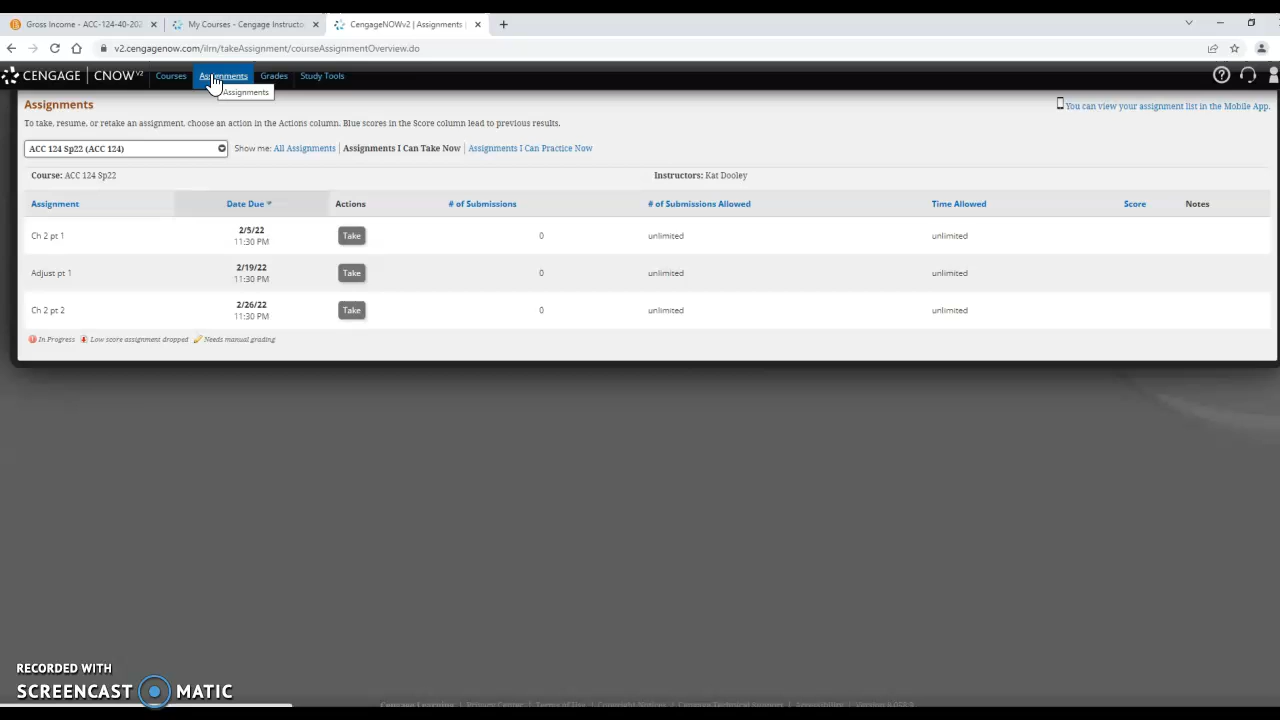 Gross Income - ACC-124-40-202
My Courses - Cengage Instructo
CengageNOWv2 | Assignments |
v2.cengagenow.com/ilrn/takeAssignment/courseAssignmentOverview.do
CENGAGE | CNOWV2 Courses Assignments Grades Study Tools
Assignments
Assignments
You can view your assignment list in the Mobile App.
To take, resume, or retake an assignment, choose an action in the Actions column. Blue scores in the Score column lead to previous results.
ACC 124 Sp22 (ACC 124) Show me: All Assignments | Assignments I Can Take Now | Assignments I Can Practice Now
Course: ACC 124 Sp22 Instructors: Kat Dooley
Assignment Date Due Actions # of Submissions # of Submissions Allowed Time Allowed Score Notes
Ch 2 pt 1 2/5/22 11:30 PM Take 0 unlimited unlimited
Adjust pt 1 2/19/22 11:30 PM Take 0 unlimited unlimited
Ch 2 pt 2 2/26/22 11:30 PM Take 0 unlimited unlimited
In Progress Low score assignment dropped Needs manual grading
RECORDED WITH
SCREENCAST MATIC